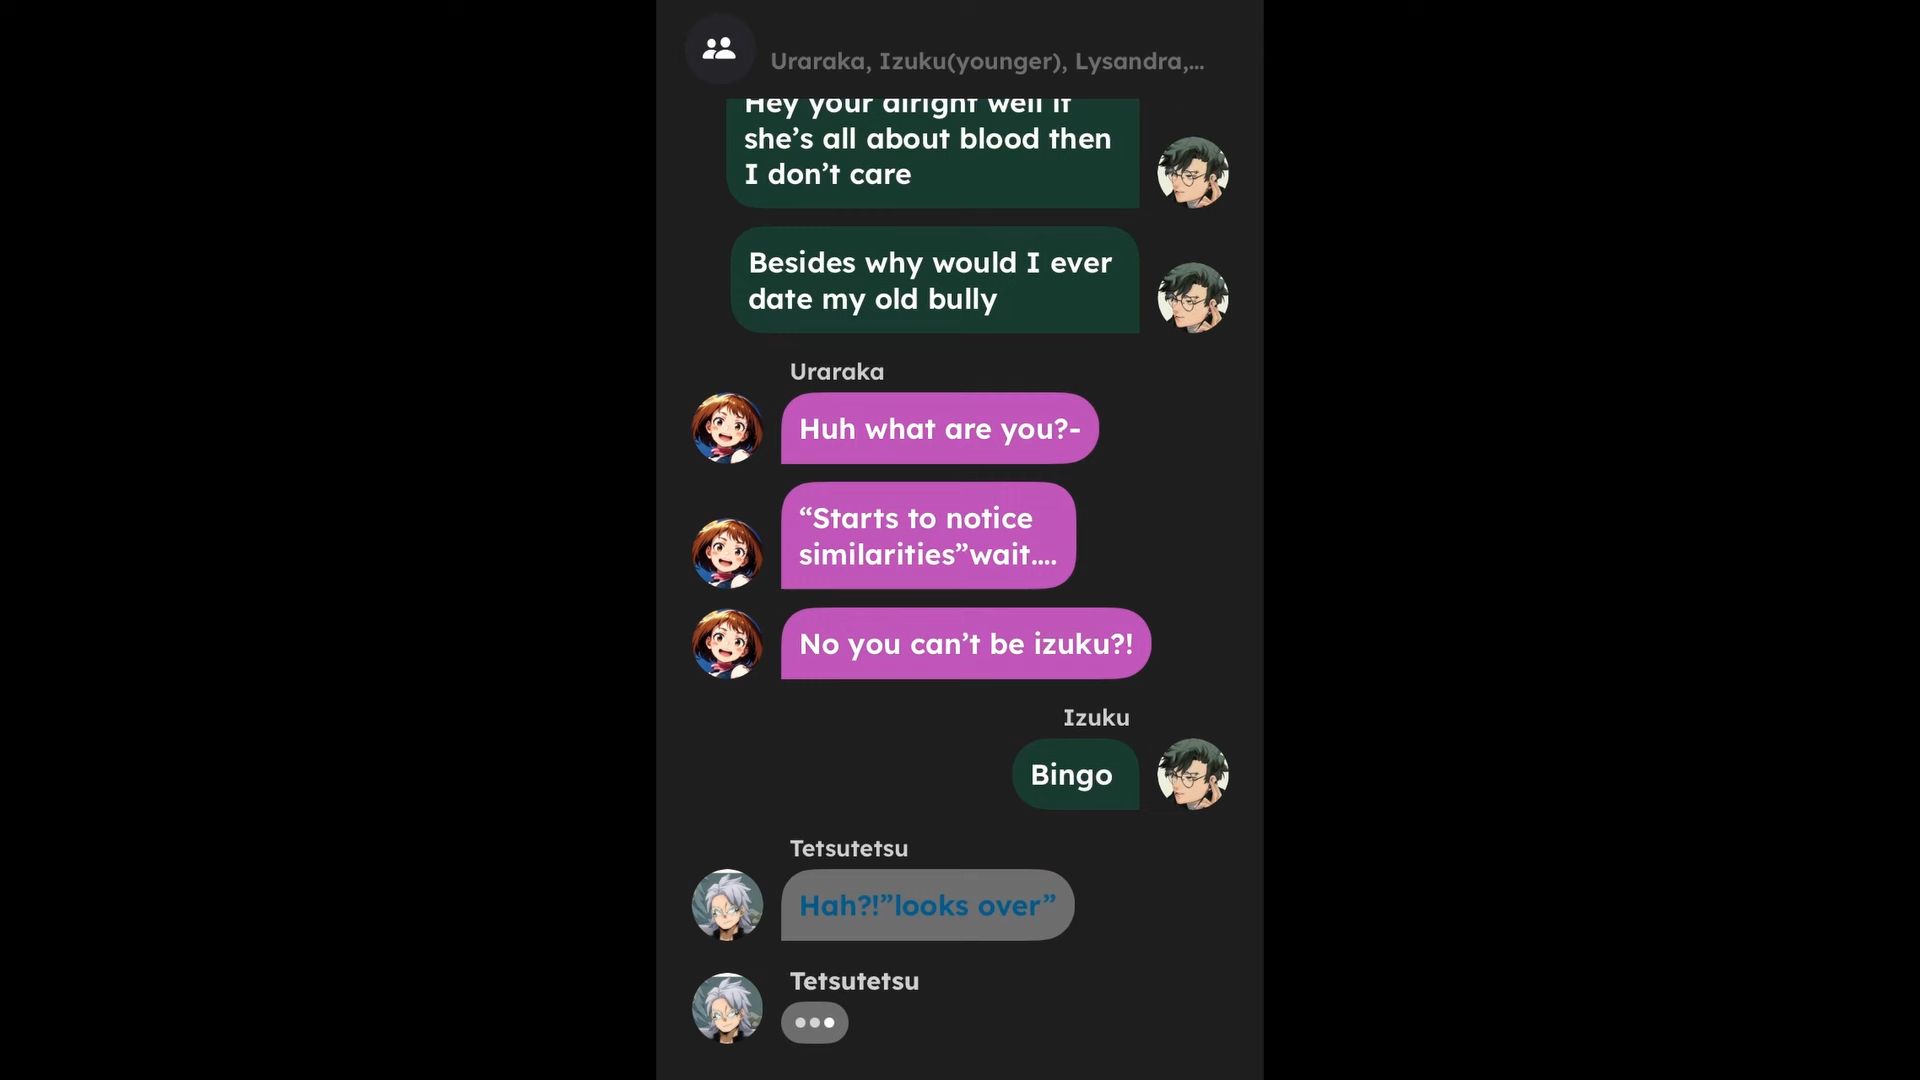 Uraraka, Izuku(younger), Lysandra,...
Hey your alright well if
she’s all about blood then
I don’t care
Besides why would I ever
date my old bully
Uraraka
Huh what are you?-
“Starts to notice
similarities”wait....
No you can’t be izuku?!
Izuku
Bingo
Tetsutetsu
Hah?!”looks over”
Tetsutetsu